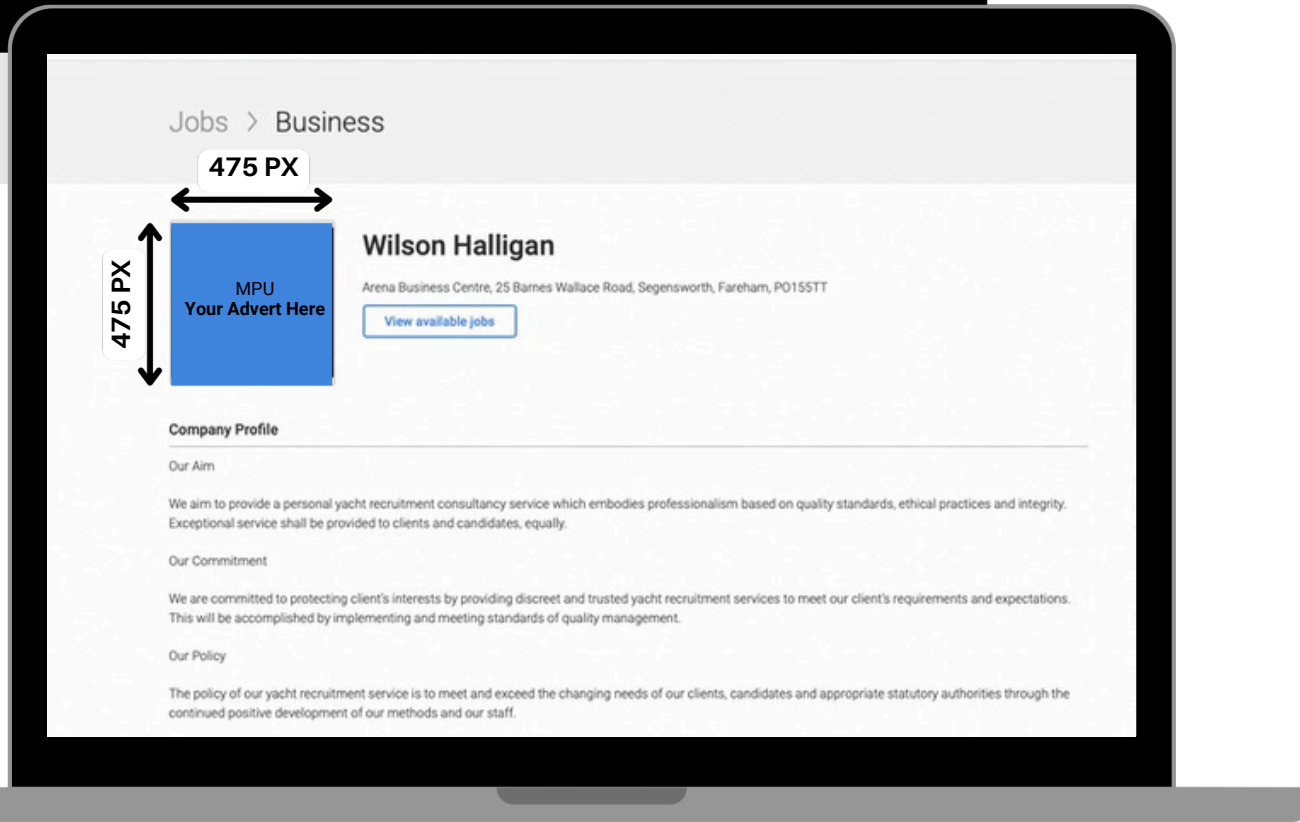 Jobs > Business
475 PX
475 PX
MPU
Your Advert Here
Wilson Halligan
Arena Business Centre, 25 Barnes Wallace Road, Segensworth, Fareham, PO155TT
View available jobs
Company Profile
Our Aim
We aim to provide a personal yacht recruitment consultancy service which embodies professionalism based on quality standards, ethical practices and integrity.
Exceptional service shall be provided to clients and candidates, equally.
Our Commitment
We are committed to protecting client's interests by providing discreet and trusted yacht recruitment services to meet our client's requirements and expectations.
This will be accomplished by implementing and meeting standards of quality management.
Our Policy
The policy of our yacht recruitment service is to meet and exceed the changing needs of our clients, candidates and appropriate statutory authorities through the
continued positive development of our methods and our staff.